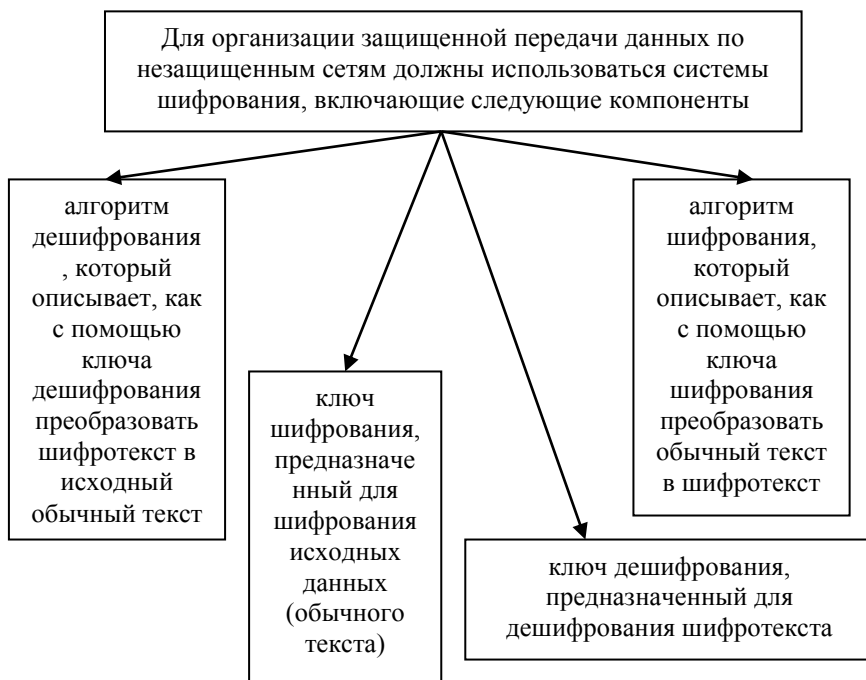 Для организации защищенной передачи данных по
незащищенным сетям должны использоваться системы
шифрования, включающие следующие компоненты
алгоритм
дешифрования
, который
описывает, как
с помощью
ключа
дешифрования
преобразовать
шифротекст в
исходный
обычный текст
ключ
шифрования,
предназначе
нный для
шифрования
исходных
данных
(обычного
текста)
ключ дешифрования,
предназначенный для
дешифрования шифротекста
алгоритм
шифрования,
который
описывает, как
с помощью
ключа
шифрования
преобразовать
обычный текст
в шифротекст